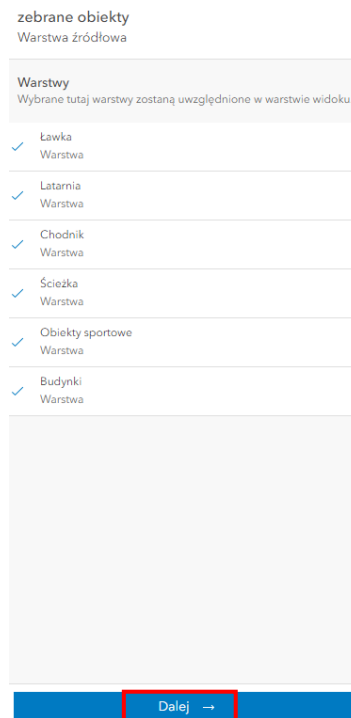 zebrane obiekty
Warstwa źródłowa
Warstwy
Wybrane tutaj warstwy zostaną uwzględnione w warstwie widoku
Ławka
Warstwa
Latarnia
Warstwa
Chodnik
Warstwa
Ścieżka
Warstwa
Obiekty sportowe
Warstwa
Budynki
Warstwa
Dalej →